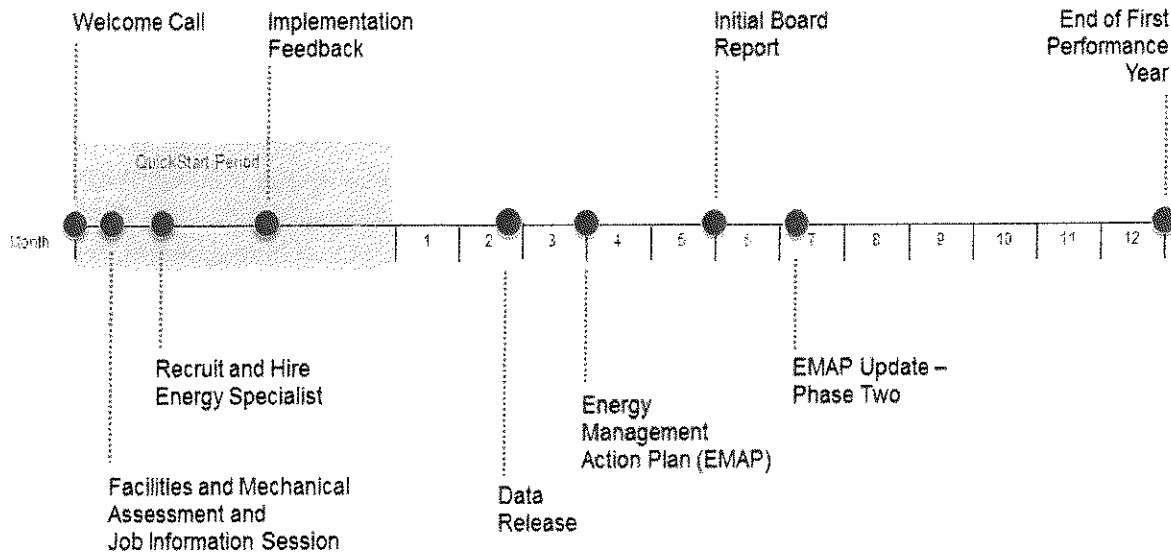 Welcome Call
Implementation
Feedback
Initial Board
Report
End of First
Performance
Year
QuickStart Period
Month
1 2 3 4 5 6 7 8 9 10 11 12
Recruit and Hire
Energy Specialist
EMAP Update –
Phase Two
Energy
Management
Action Plan (EMAP)
Facilities and Mechanical
Assessment and
Job Information Session
Data
Release